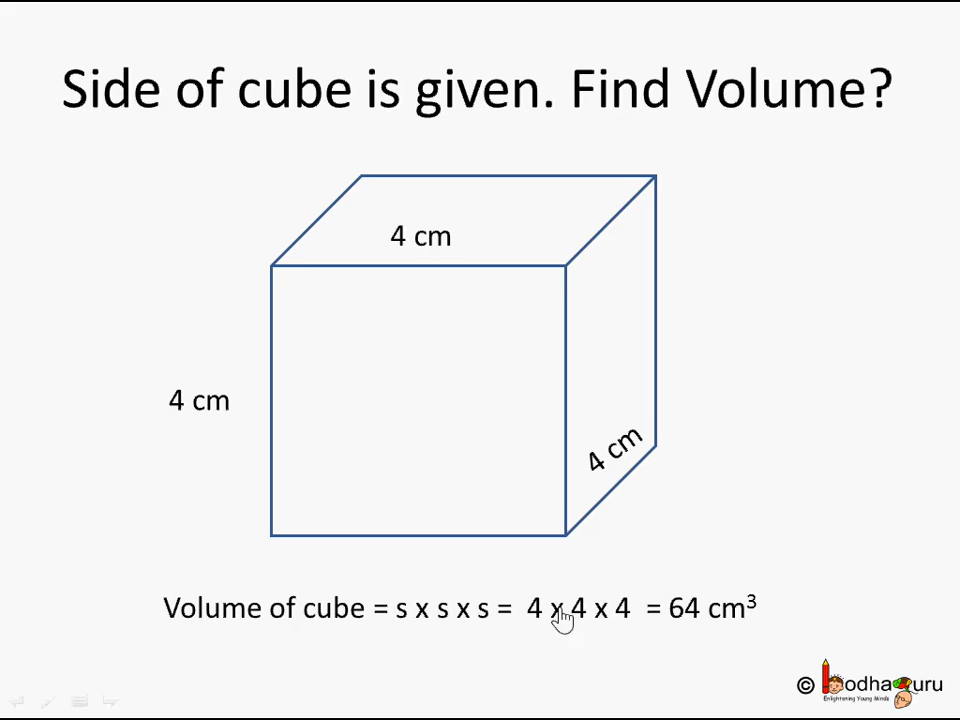 Side of cube is given. Find Volume?
4 cm
4 cm
4 cm
Volume of cube = s x s x s = 4 x 4 x 4 = 64 cm³
© bodhaguru
Enlightening Young Minds